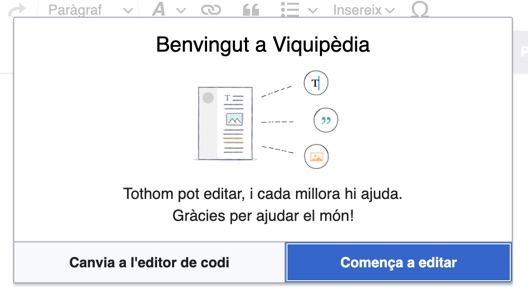 Paràgraf
Insereix
Benvingut a Viquipèdia
Tothom pot editar, i cada millora hi ajuda.
Gràcies per ajudar el món!
Canvia a l'editor de codi
Comença a editar